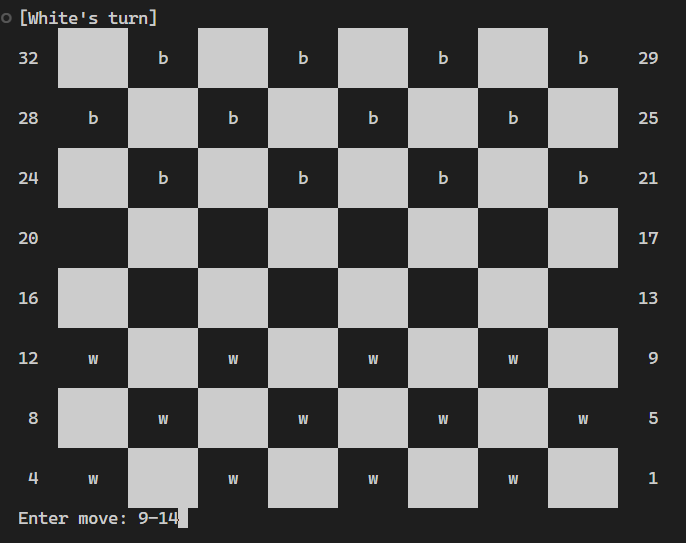 [White's turn]
32 b b b b 29
28 b b b b 25
24 b b b b 21
20 17
16 13
12 w w w w 9
8 w w w w 5
4 w w w w 1
Enter move: 9-14